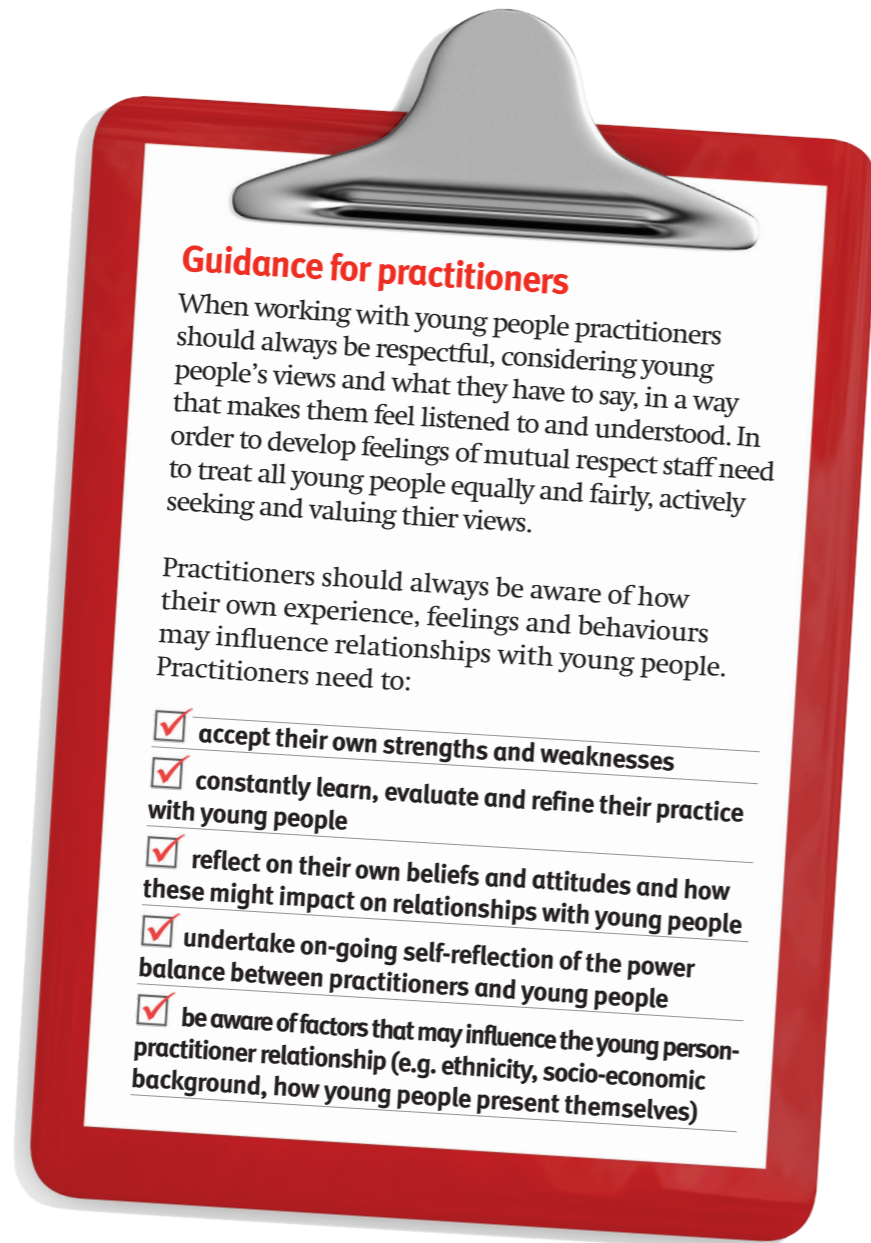 Guidance for practitioners
When working with young people practitioners
should always be respectful, considering young
people’s views and what they have to say, in a way
that makes them feel listened to and understood. In
order to develop feelings of mutual respect staff need
to treat all young people equally and fairly, actively
seeking and valuing thier views.
Practitioners should always be aware of how
their own experience, feelings and behaviours
may influence relationships with young people.
Practitioners need to:
accept their own strengths and weaknesses
constantly learn, evaluate and refine their practice
with young people
reflect on their own beliefs and attitudes and how
these might impact on relationships with young people
undertake on-going self-reflection of the power
balance between practitioners and young people
be aware of factors that may influence the young person-
practitioner relationship (e.g. ethnicity, socio-economic
background, how young people present themselves)